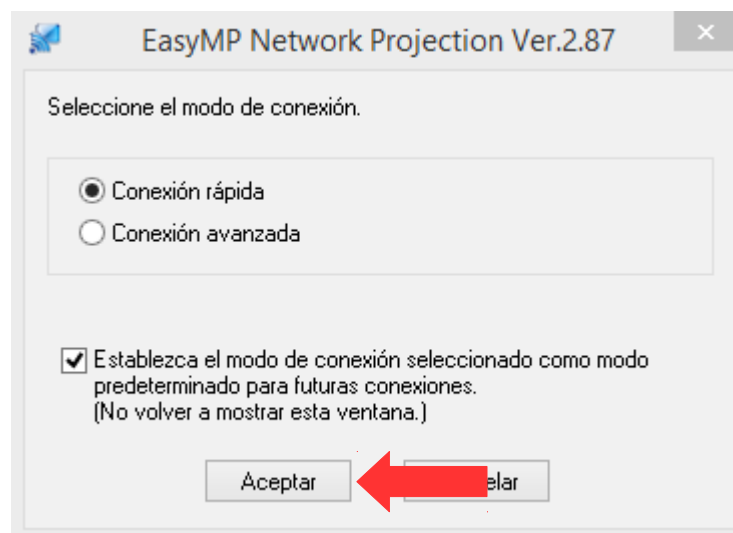 EasyMP Network Projection Ver.2.87
Seleccione el modo de conexión.
Conexión rápida
Conexión avanzada
Establezca el modo de conexión seleccionado como modo
predeterminado para futuras conexiones.
(No volver a mostrar esta ventana.)
Aceptar